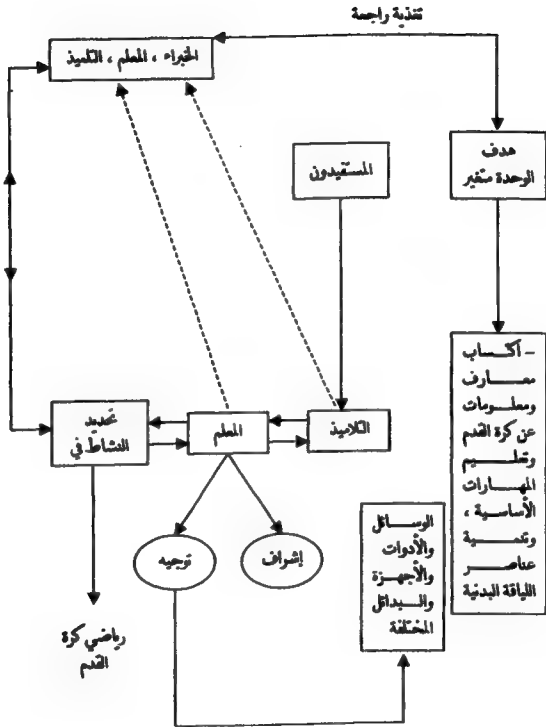 تغذية راجعة
الخبراء ، المعلم ، التلميذ
هدف
الوحدة متغير
المستفيدون
– اكتساب
معارف
ومعلومات
عن كرة القدم
وتعليم
المهارات
الأساسية ،
وتنمية
عناصر
اللياقة البدنية
التلاميذ
المعلم
تحديد
النشاط في
الوسائل
والأدوات
والأجهزة
والبدائل
المختلفة
إشراف
توجيه
رياضي كرة
القدم